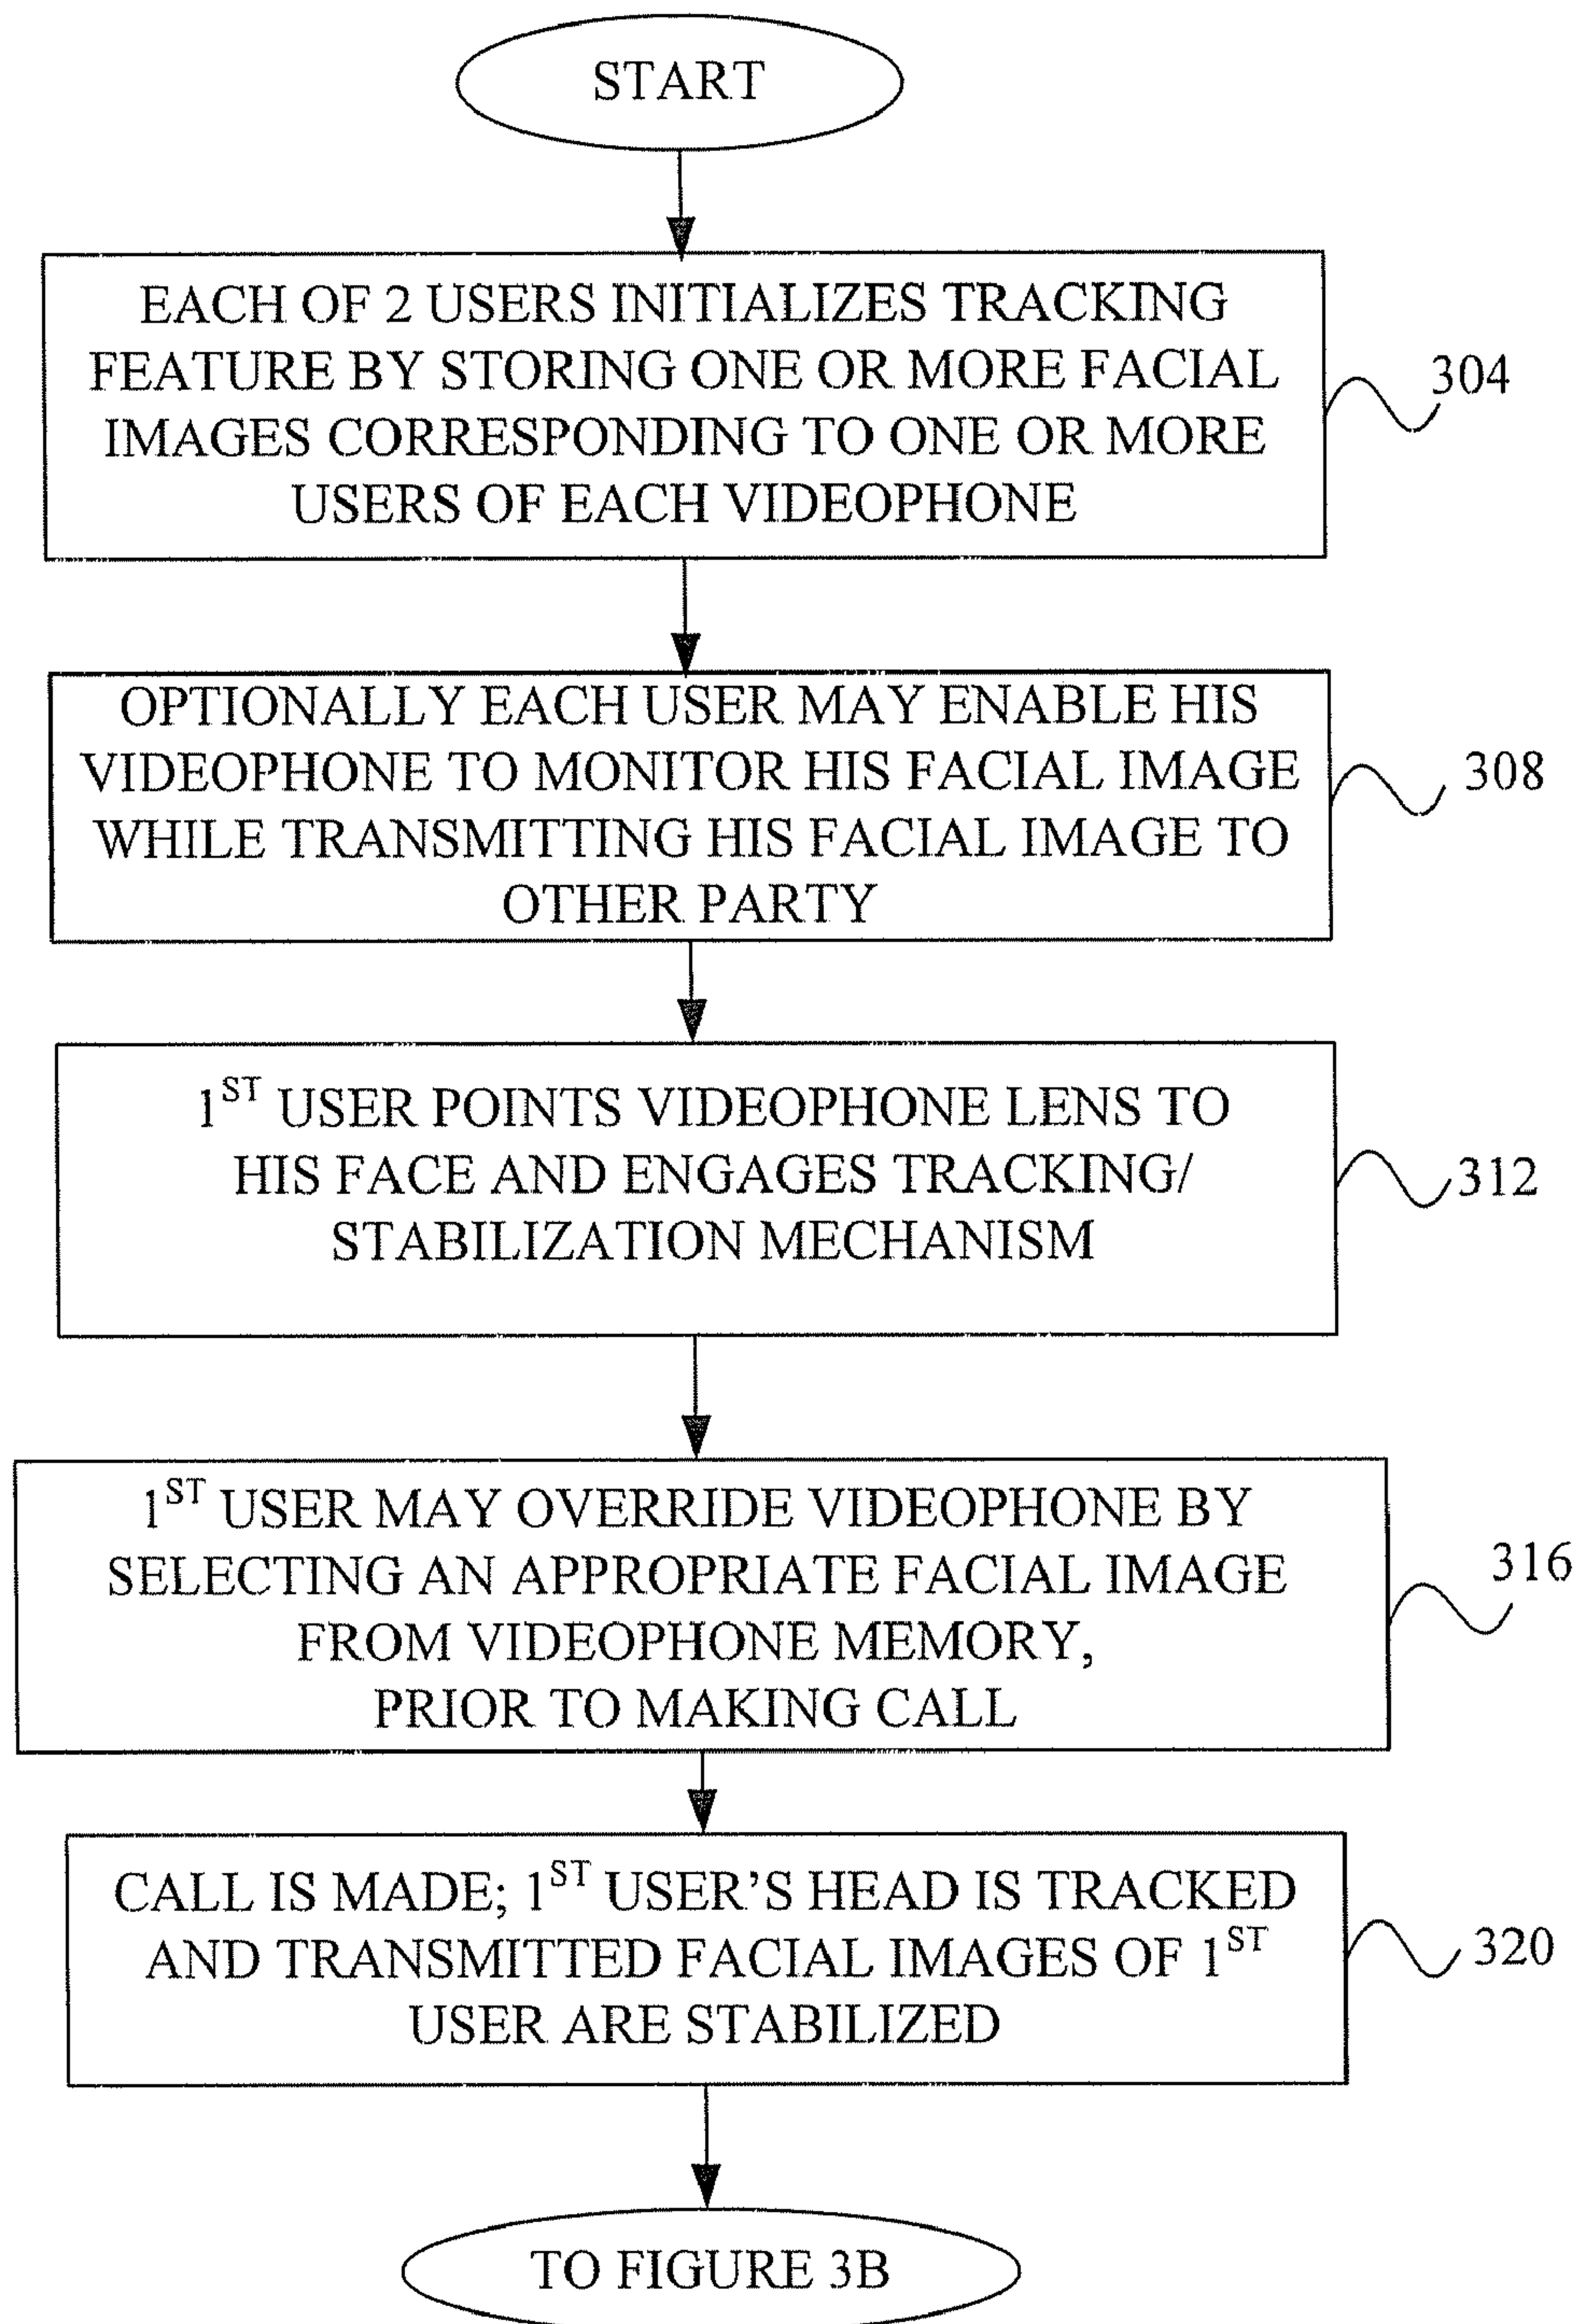 START
EACH OF 2 USERS INITIALIZES TRACKING
FEATURE BY STORING ONE OR MORE FACIAL
IMAGES CORRESPONDING TO ONE OR MORE
USERS OF EACH VIDEOPHONE
304
OPTIONALLY EACH USER MAY ENABLE HIS
VIDEOPHONE TO MONITOR HIS FACIAL IMAGE
WHILE TRANSMITTING HIS FACIAL IMAGE TO
OTHER PARTY
308
1ST USER POINTS VIDEOPHONE LENS TO
HIS FACE AND ENGAGES TRACKING/
STABILIZATION MECHANISM
312
1ST USER MAY OVERRIDE VIDEOPHONE BY
SELECTING AN APPROPRIATE FACIAL IMAGE
FROM VIDEOPHONE MEMORY,
PRIOR TO MAKING CALL
316
CALL IS MADE; 1ST USER’S HEAD IS TRACKED
AND TRANSMITTED FACIAL IMAGES OF 1ST
USER ARE STABILIZED
320
TO FIGURE 3B